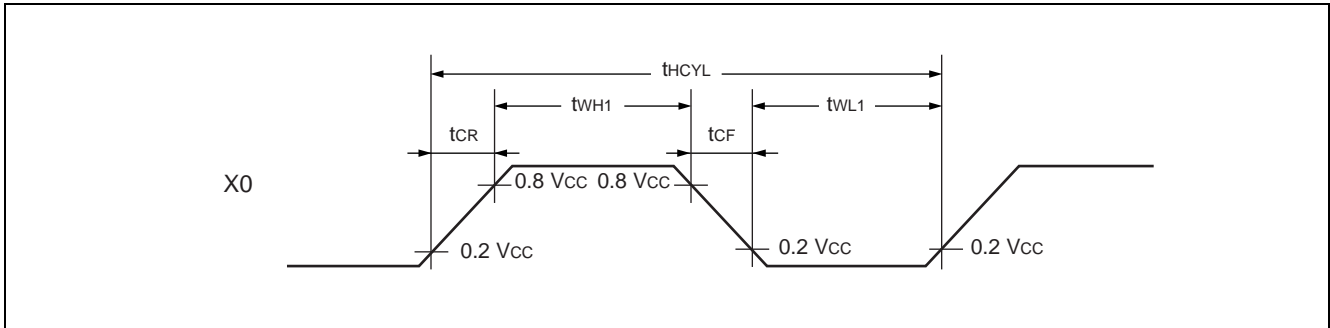 tHCYL
tWH1
tWL1
tCR
tCF
X0
0.8 VCC 0.8 VCC
0.2 VCC
0.2 VCC
0.2 VCC